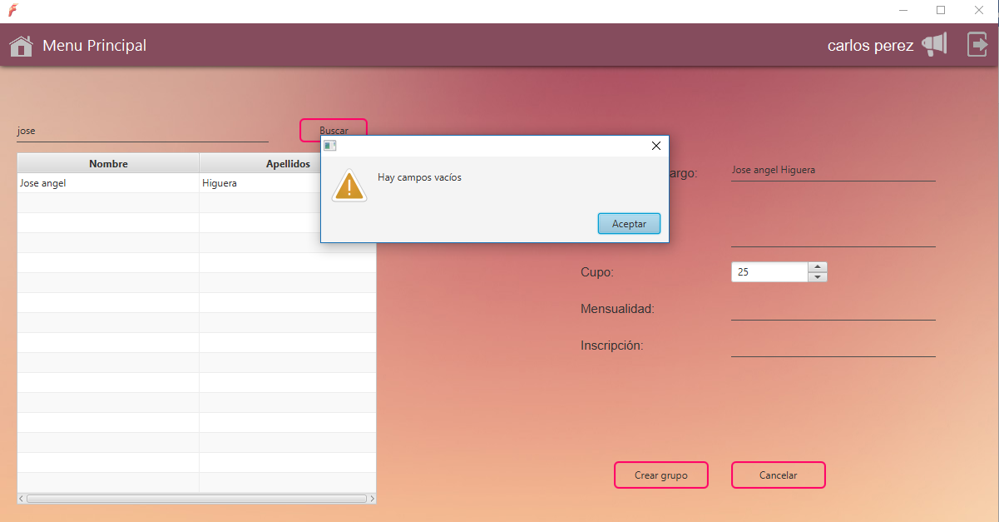 Menu Principal
carlos perez
jose
Buscar
Nombre
Apellidos
Jose angel
Higuera
Hay campos vacíos
Aceptar
argo:
Jose angel Higuera
Cupo:
25
Mensualidad:
Inscripción:
Crear grupo
Cancelar